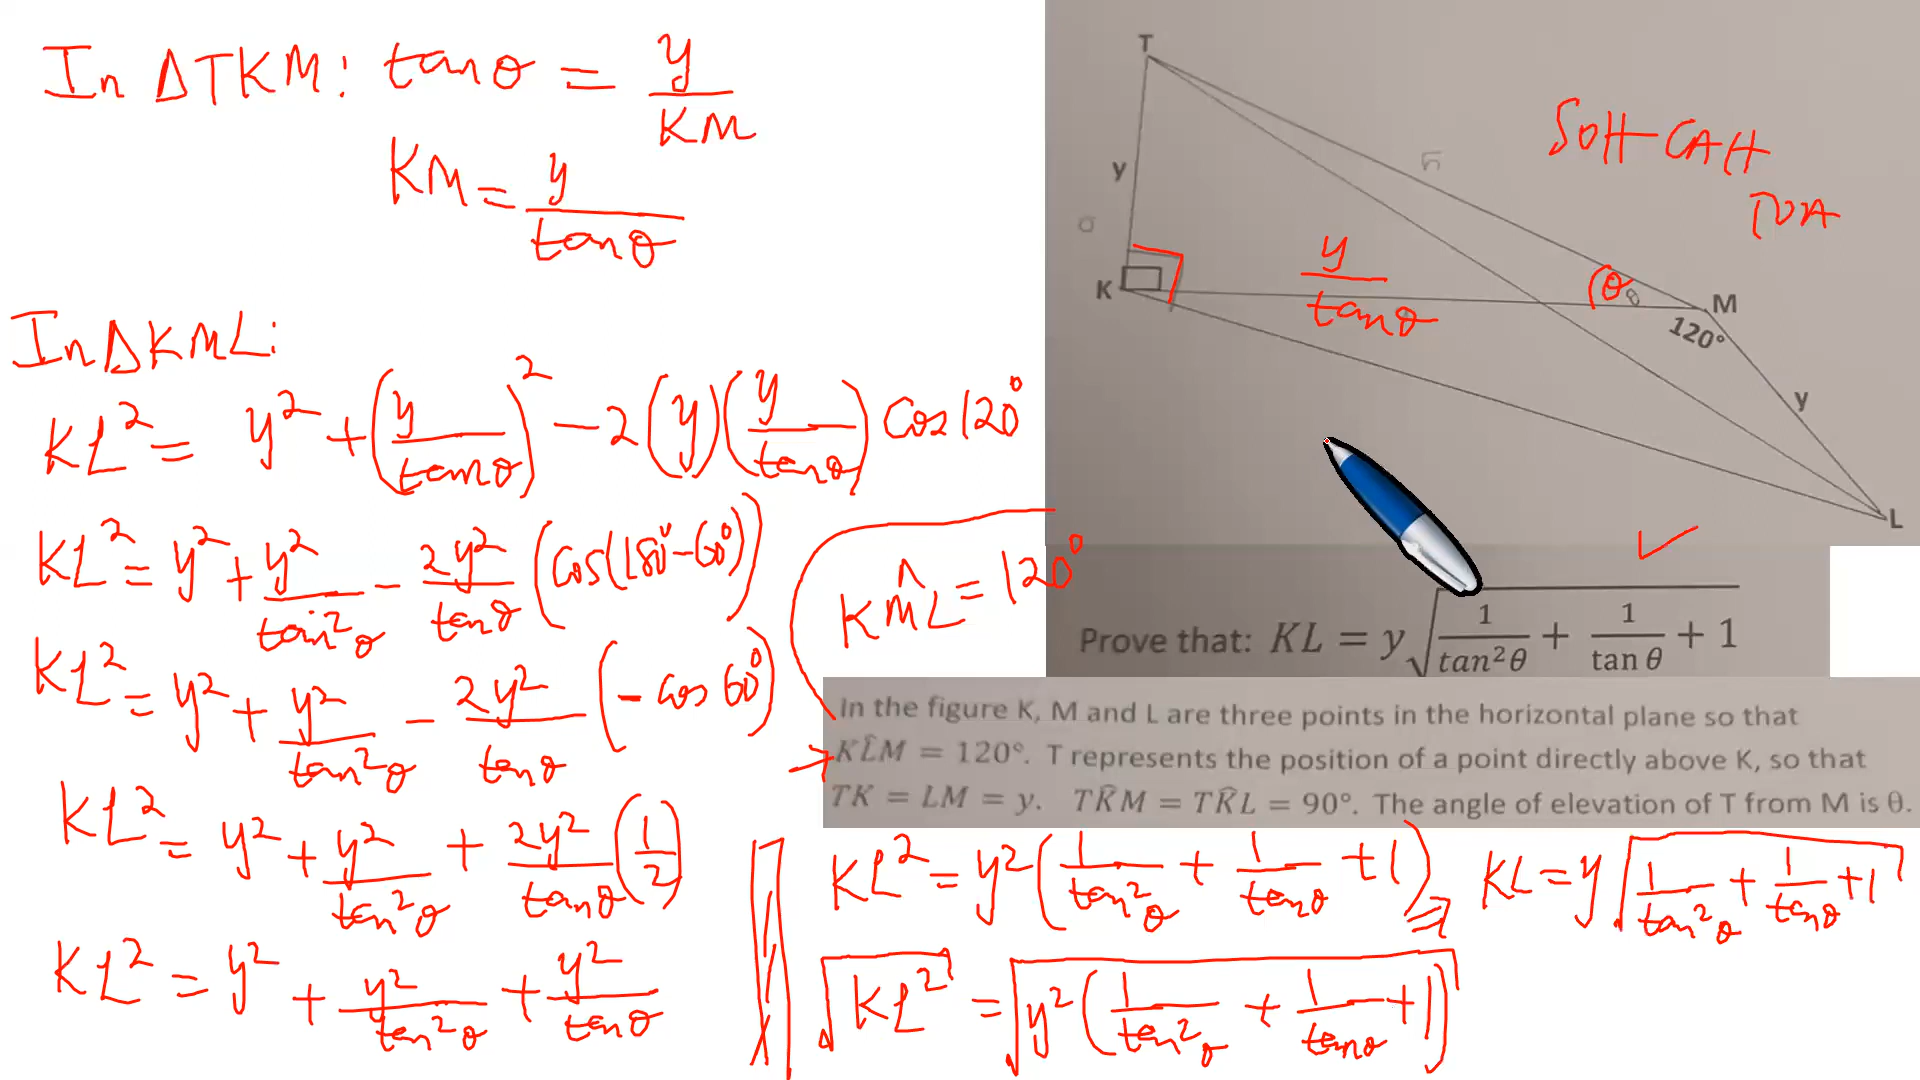 In ΔTKM: tanθ = y/KM
KM = y/tanθ
In ΔKML:
KL² = y² + (y/tanθ)² − 2(y)(y/tanθ) Cos120°
KL² = y² + y²/tan²θ − 2y²/tanθ (Cos(180°−60°))
KL² = y² + y²/tan²θ − 2y²/tanθ (−cos60°)
KL² = y² + y²/tan²θ + 2y²/tanθ (1/2)
KL² = y² + y²/tan²θ + y²/tanθ
T
SOH CAH
TOA
y
K
y/tanθ
θ
M
120°
y
L
KM̂L = 120°
Prove that: KL = y√(1/tan²θ + 1/tan θ + 1)
In the figure K, M and L are three points in the horizontal plane so that
KL̂M = 120°. T represents the position of a point directly above K, so that
TK = LM = y. TK̂M = TK̂L = 90°. The angle of elevation of T from M is θ.
KL² = y²(1/tan²θ + 1/tanθ + 1) ⇒ KL = y√(1/tan²θ + 1/tanθ + 1)
√KL² = √y²(1/tan²θ + 1/tanθ + 1)